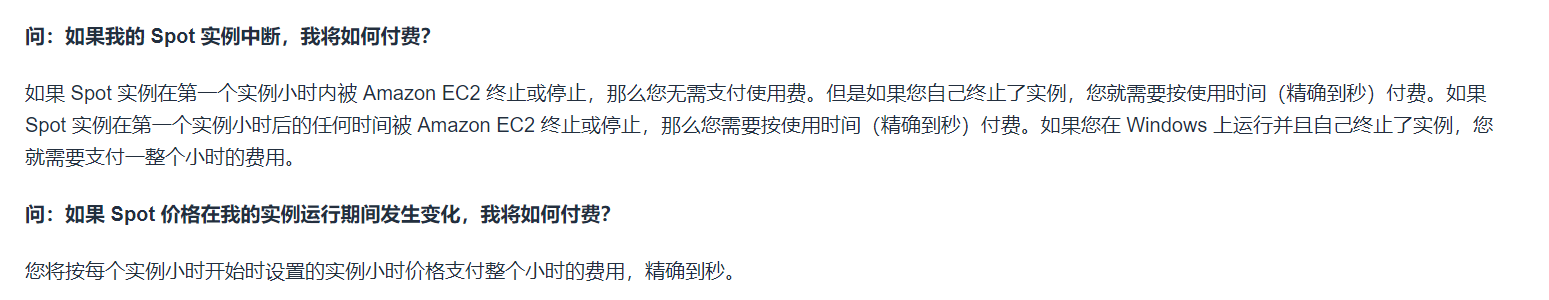 问：如果我的 Spot 实例中断，我将如何付费？
如果 Spot 实例在第一个实例小时内被 Amazon EC2 终止或停止，那么您无需支付使用费。但是如果您自己终止了实例，您就需要按使用时间（精确到秒）付费。如果
Spot 实例在第一个实例小时后的任何时间被 Amazon EC2 终止或停止，那么您需要按使用时间（精确到秒）付费。如果您在 Windows 上运行并且自己终止了实例，您
就需要支付一整个小时的费用。
问：如果 Spot 价格在我的实例运行期间发生变化，我将如何付费？
您将按每个实例小时开始时设置的实例小时价格支付整个小时的费用，精确到秒。